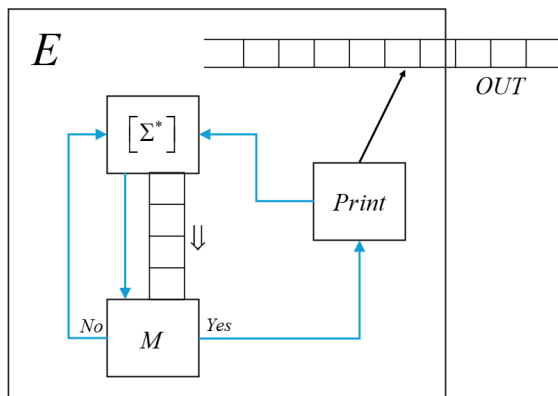 E
OUT
[Σ*]
Print
⇓
No
Yes
M